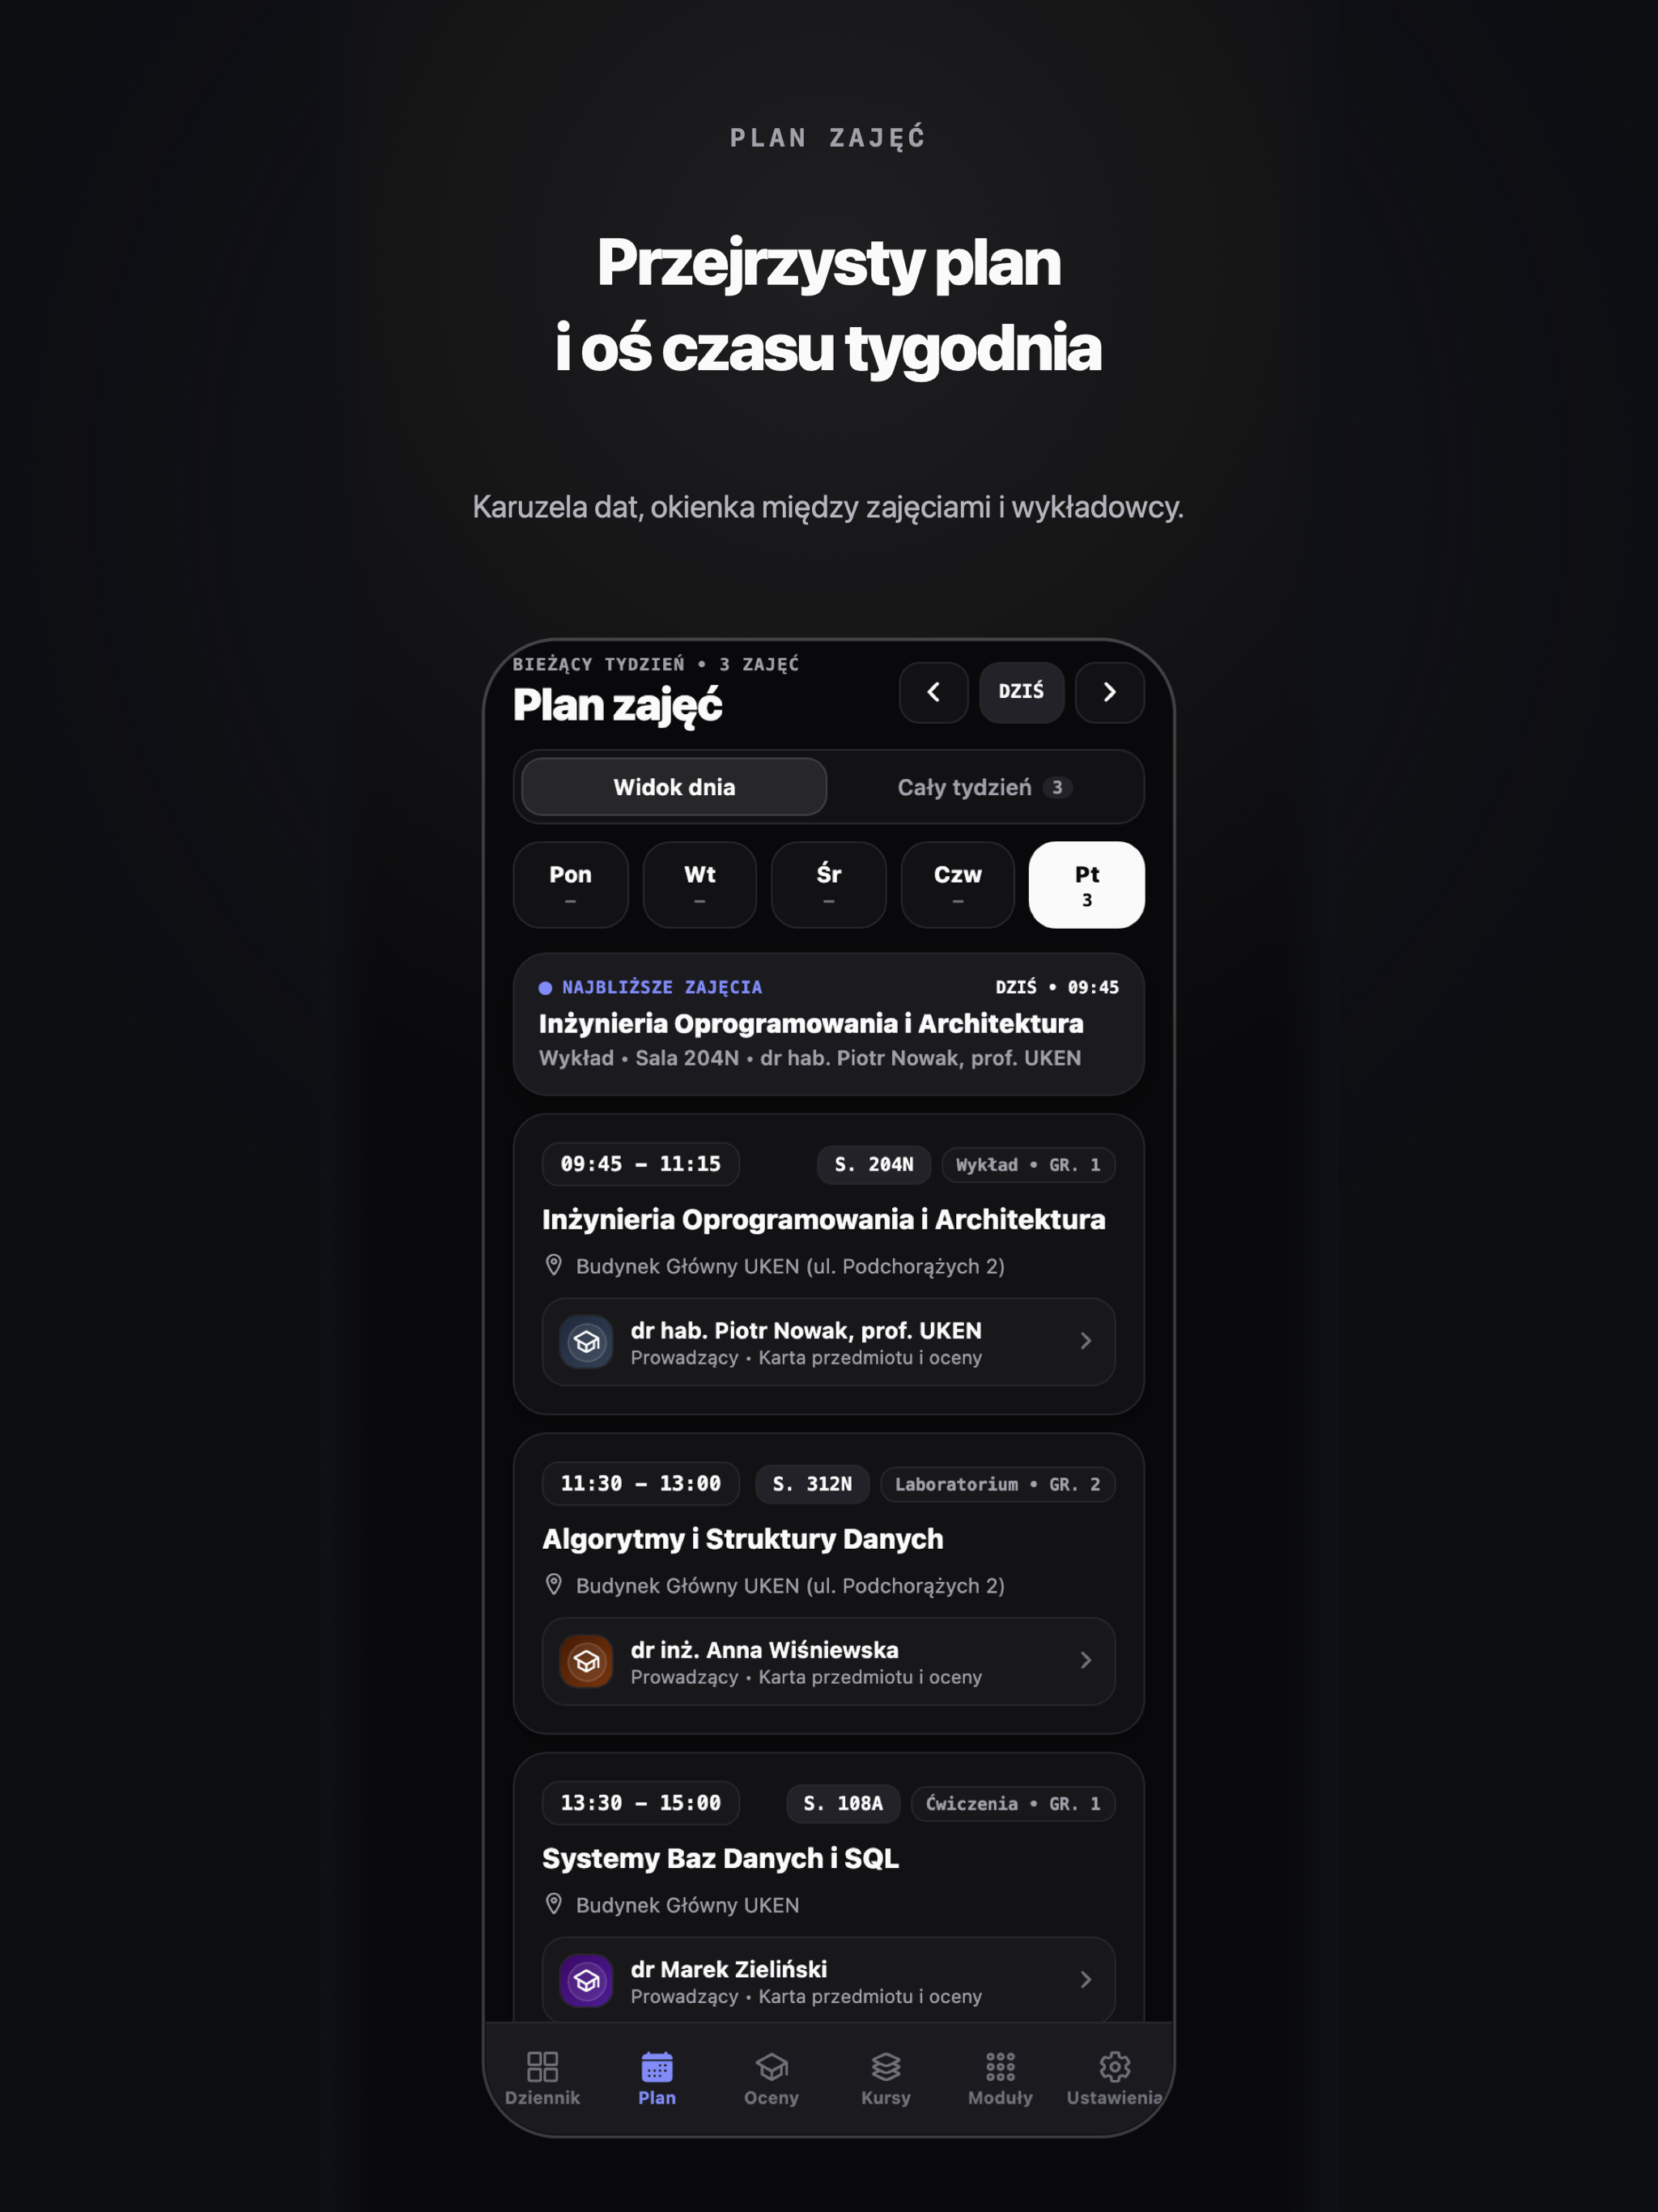 PLAN ZAJĘĆ
Przejrzysty plan
i oś czasu tygodnia
Karuzela dat, okienka między zajęciami i wykładowcy.
BIEŻĄCY TYDZIEŃ • 3 ZAJĘĆ
Plan zajęć
DZIŚ
Widok dnia
Cały tydzień 3
Pon Wt Śr Czw Pt
– – – – 3
NAJBLIŻSZE ZAJĘCIA DZIŚ • 09:45
Inżynieria Oprogramowania i Architektura
Wykład • Sala 204N • dr hab. Piotr Nowak, prof. UKEN
09:45 – 11:15 S. 204N Wykład • GR. 1
Inżynieria Oprogramowania i Architektura
Budynek Główny UKEN (ul. Podchorążych 2)
dr hab. Piotr Nowak, prof. UKEN
Prowadzący • Karta przedmiotu i oceny
11:30 – 13:00 S. 312N Laboratorium • GR. 2
Algorytmy i Struktury Danych
Budynek Główny UKEN (ul. Podchorążych 2)
dr inż. Anna Wiśniewska
Prowadzący • Karta przedmiotu i oceny
13:30 – 15:00 S. 108A Ćwiczenia • GR. 1
Systemy Baz Danych i SQL
Budynek Główny UKEN
dr Marek Zieliński
Prowadzący • Karta przedmiotu i oceny
Dziennik Plan Oceny Kursy Moduły Ustawienia